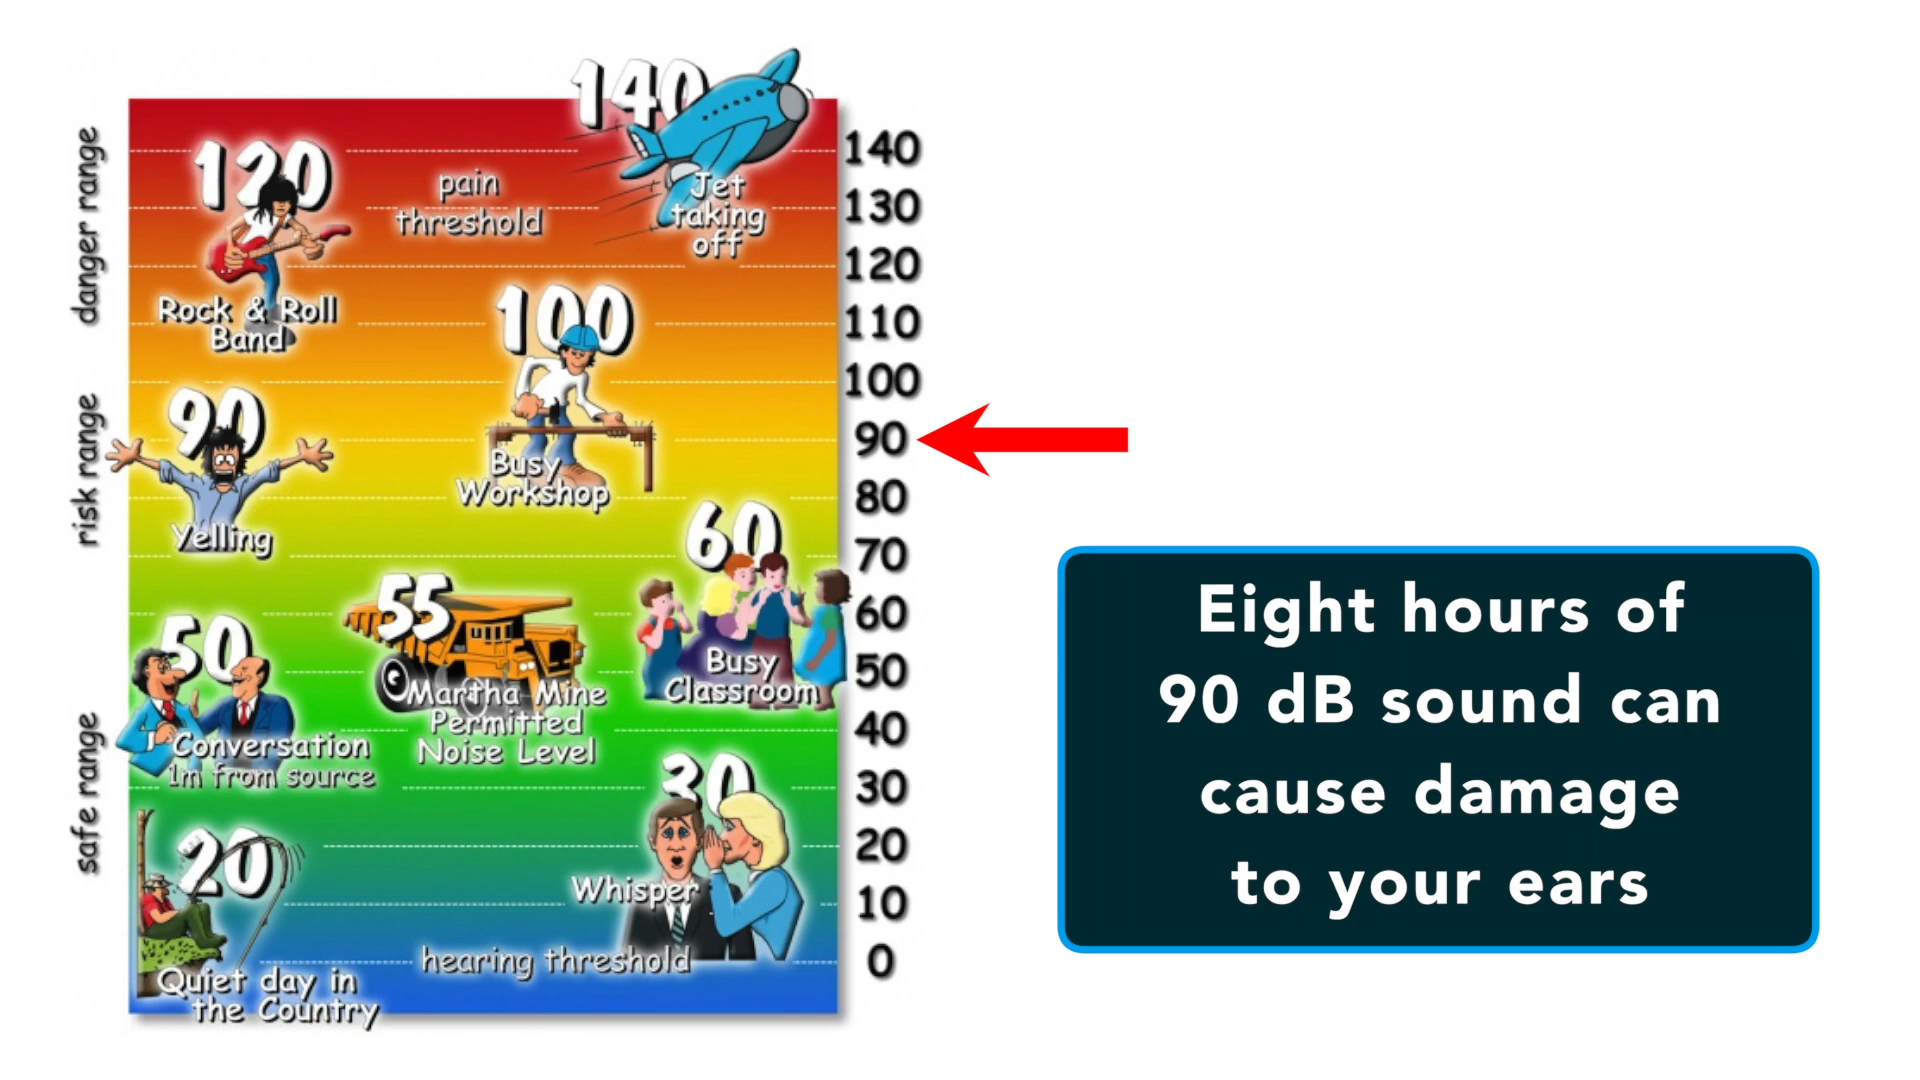 140
120
pain
threshold
Jet
taking
off
Rock & Roll
Band
100
90
Busy
Workshop
Yelling
60
55
50
Busy
Classroom
Martha Mine
Permitted
Noise Level
Conversation
1m from source
30
20
Whisper
hearing threshold
Quiet day in
the Country
danger range
risk range
safe range
140
130
120
110
100
90
80
70
60
50
40
30
20
10
0
Eight hours of
90 dB sound can
cause damage
to your ears